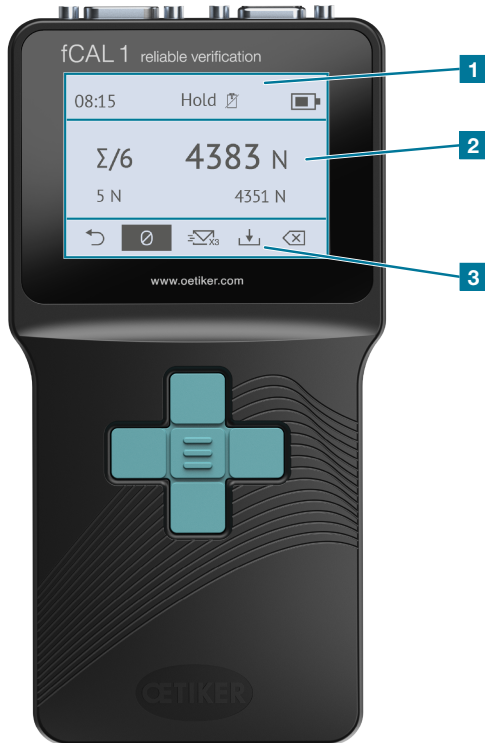 fCAL 1 reliable verification
1
08:15 Hold
2
Σ/6 4383 N
5 N 4351 N
0 X3
3
www.oetiker.com
OETIKER